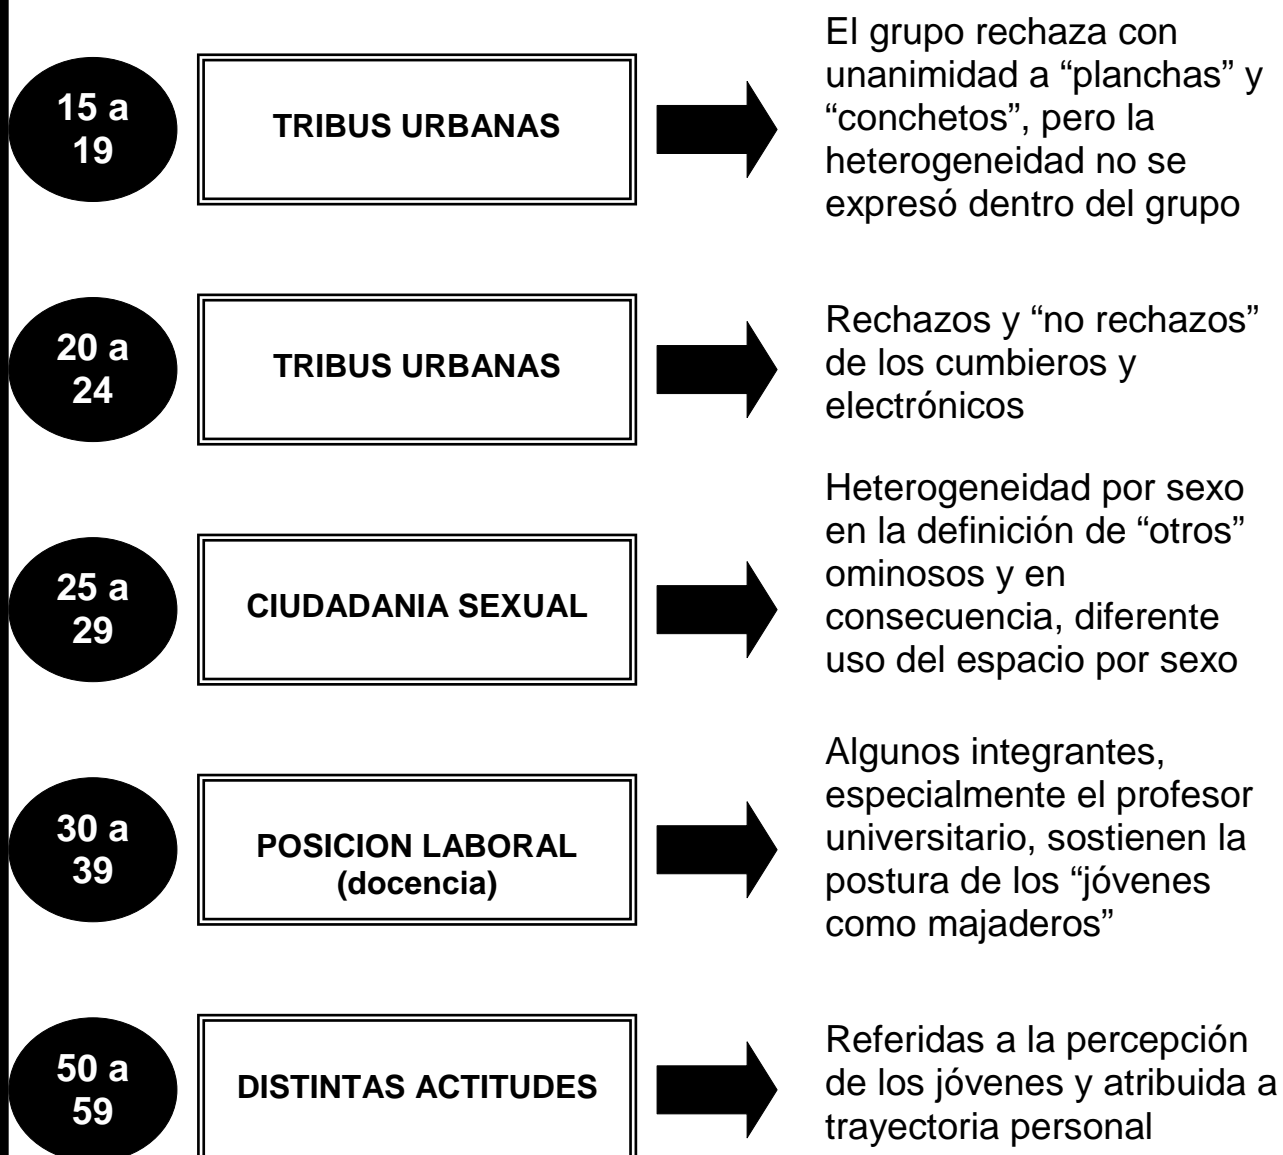 15 a
19
TRIBUS URBANAS
El grupo rechaza con
unanimidad a “planchas” y
“conchetos”, pero la
heterogeneidad no se
expresó dentro del grupo
20 a
24
TRIBUS URBANAS
Rechazos y “no rechazos”
de los cumbieros y
electrónicos
25 a
29
CIUDADANIA SEXUAL
Heterogeneidad por sexo
en la definición de “otros”
ominosos y en
consecuencia, diferente
uso del espacio por sexo
30 a
39
POSICION LABORAL
(docencia)
Algunos integrantes,
especialmente el profesor
universitario, sostienen la
postura de los “jóvenes
como majaderos”
50 a
59
DISTINTAS ACTITUDES
Referidas a la percepción
de los jóvenes y atribuida a
trayectoria personal